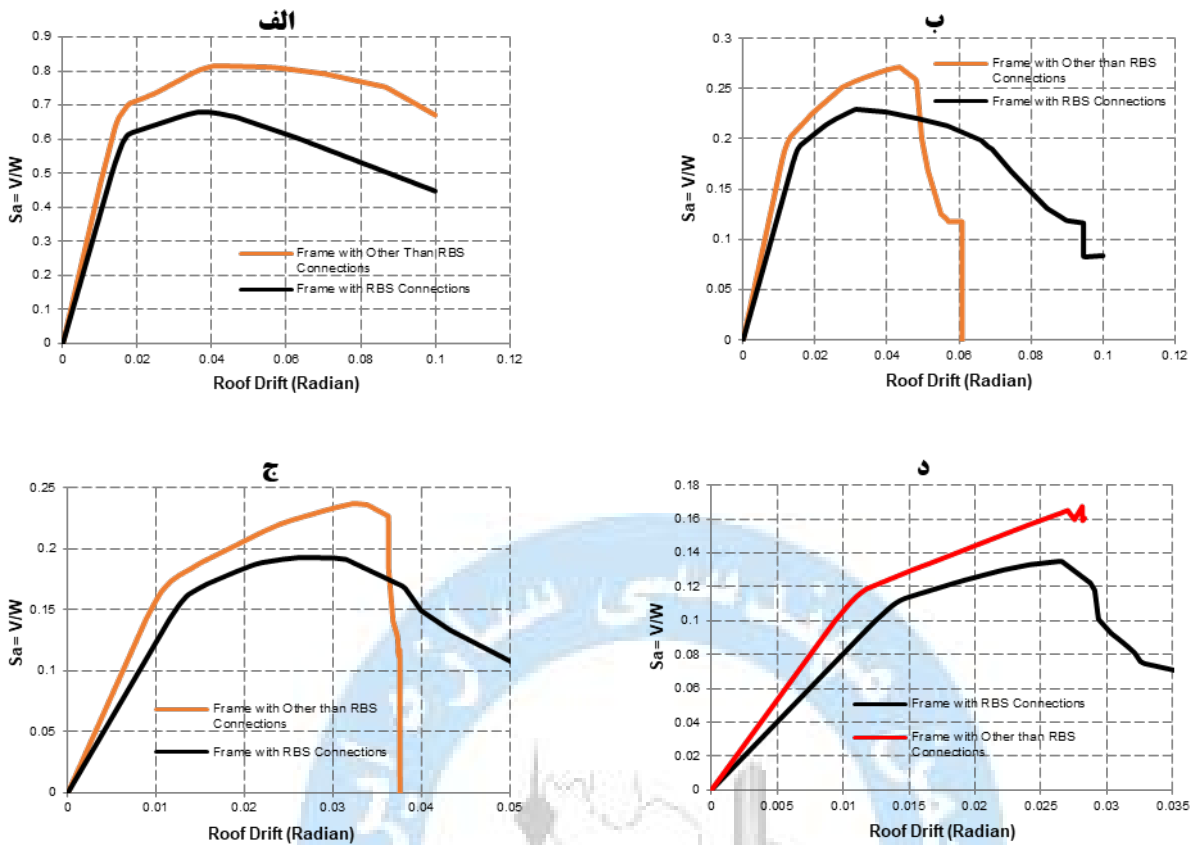 الف
0.9
0.8
0.7
0.6
0.5
0.4
0.3
0.2
0.1
0
Sa= V/W
Frame with Other Than RBS
Connections
Frame with RBS Connections
0 0.02 0.04 0.06 0.08 0.1 0.12
Roof Drift (Radian)
ب
0.3
0.25
0.2
0.15
0.1
0.05
0
Sa= V/W
Frame with Other than RBS
Connections
Frame with RBS Connections
0 0.02 0.04 0.06 0.08 0.1 0.12
Roof Drift (Radian)
ج
0.25
0.2
0.15
0.1
0.05
0
Sa= V/W
Frame with Other than RBS
Connections
Frame with RBS Connections
0 0.01 0.02 0.03 0.04 0.05
Roof Drift (Radian)
د
0.18
0.16
0.14
0.12
0.1
0.08
0.06
0.04
0.02
0
Sa= V/W
Frame with RBS Connections
Frame with Other than RBS
Connections
0 0.005 0.01 0.015 0.02 0.025 0.03 0.035
Roof Drift (Radian)